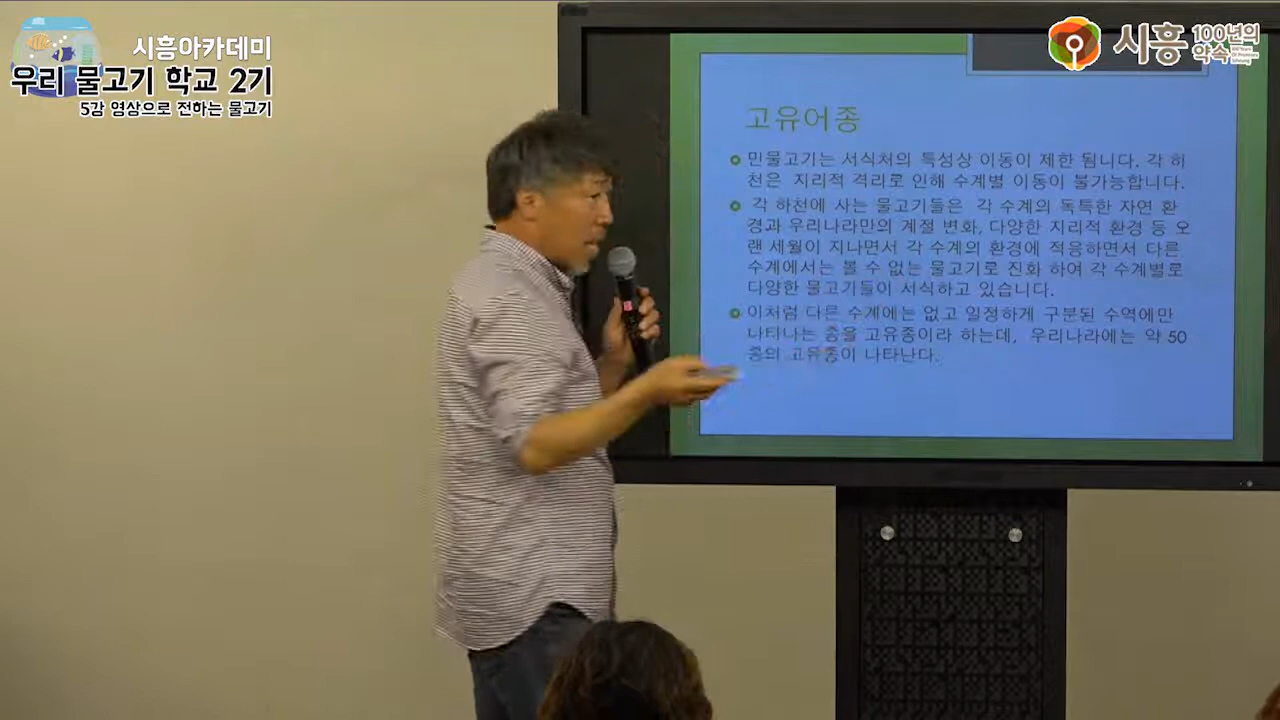 시흥아카데미
우리 물고기 학교 2기
5강 영상으로 전하는 물고기
시흥
100년의
약속
고유어종
민물고기는 서식처의 특성상 이동이 제한 됩니다. 각 하
천은 지리적 격리로 인해 수계별 이동이 불가능합니다.
각 하천에 사는 물고기들은 각 수계의 독특한 자연 환
경과 우리나라만의 계절 변화, 다양한 지리적 환경 등 오
랜 세월이 지나면서 각 수계의 환경에 적응하면서 다른
수계에서는 볼 수 없는 물고기로 진화 하여 각 수계별로
다양한 물고기들이 서식하고 있습니다.
이처럼 다른 수계에는 없고 일정하게 구분된 수역에만
나타나는 종을 고유종이라 하는데, 우리나라에는 약 50
종의 고유종이 나타난다.